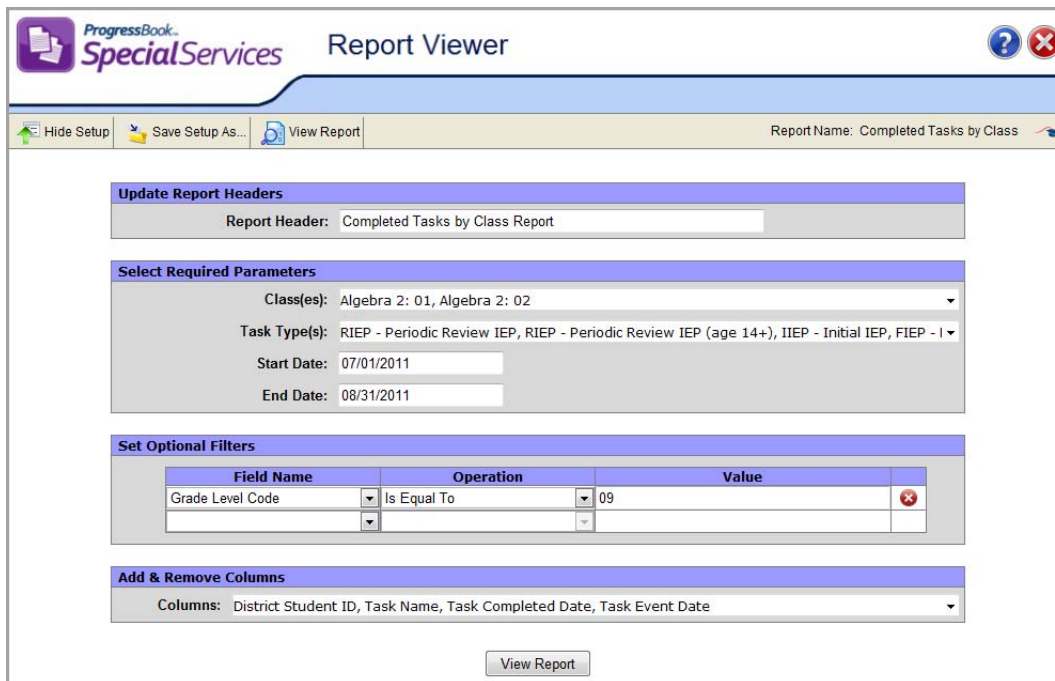 ProgressBook™
SpecialServices
Report Viewer
Hide Setup Save Setup As... View Report Report Name: Completed Tasks by Class
Update Report Headers
Report Header: Completed Tasks by Class Report
Select Required Parameters
Class(es): Algebra 2: 01, Algebra 2: 02
Task Type(s): RIEP - Periodic Review IEP, RIEP - Periodic Review IEP (age 14+), IIEP - Initial IEP, FIEP -
Start Date: 07/01/2011
End Date: 08/31/2011
Set Optional Filters
Field Name Operation Value
Grade Level Code Is Equal To 09
Add & Remove Columns
Columns: District Student ID, Task Name, Task Completed Date, Task Event Date
View Report